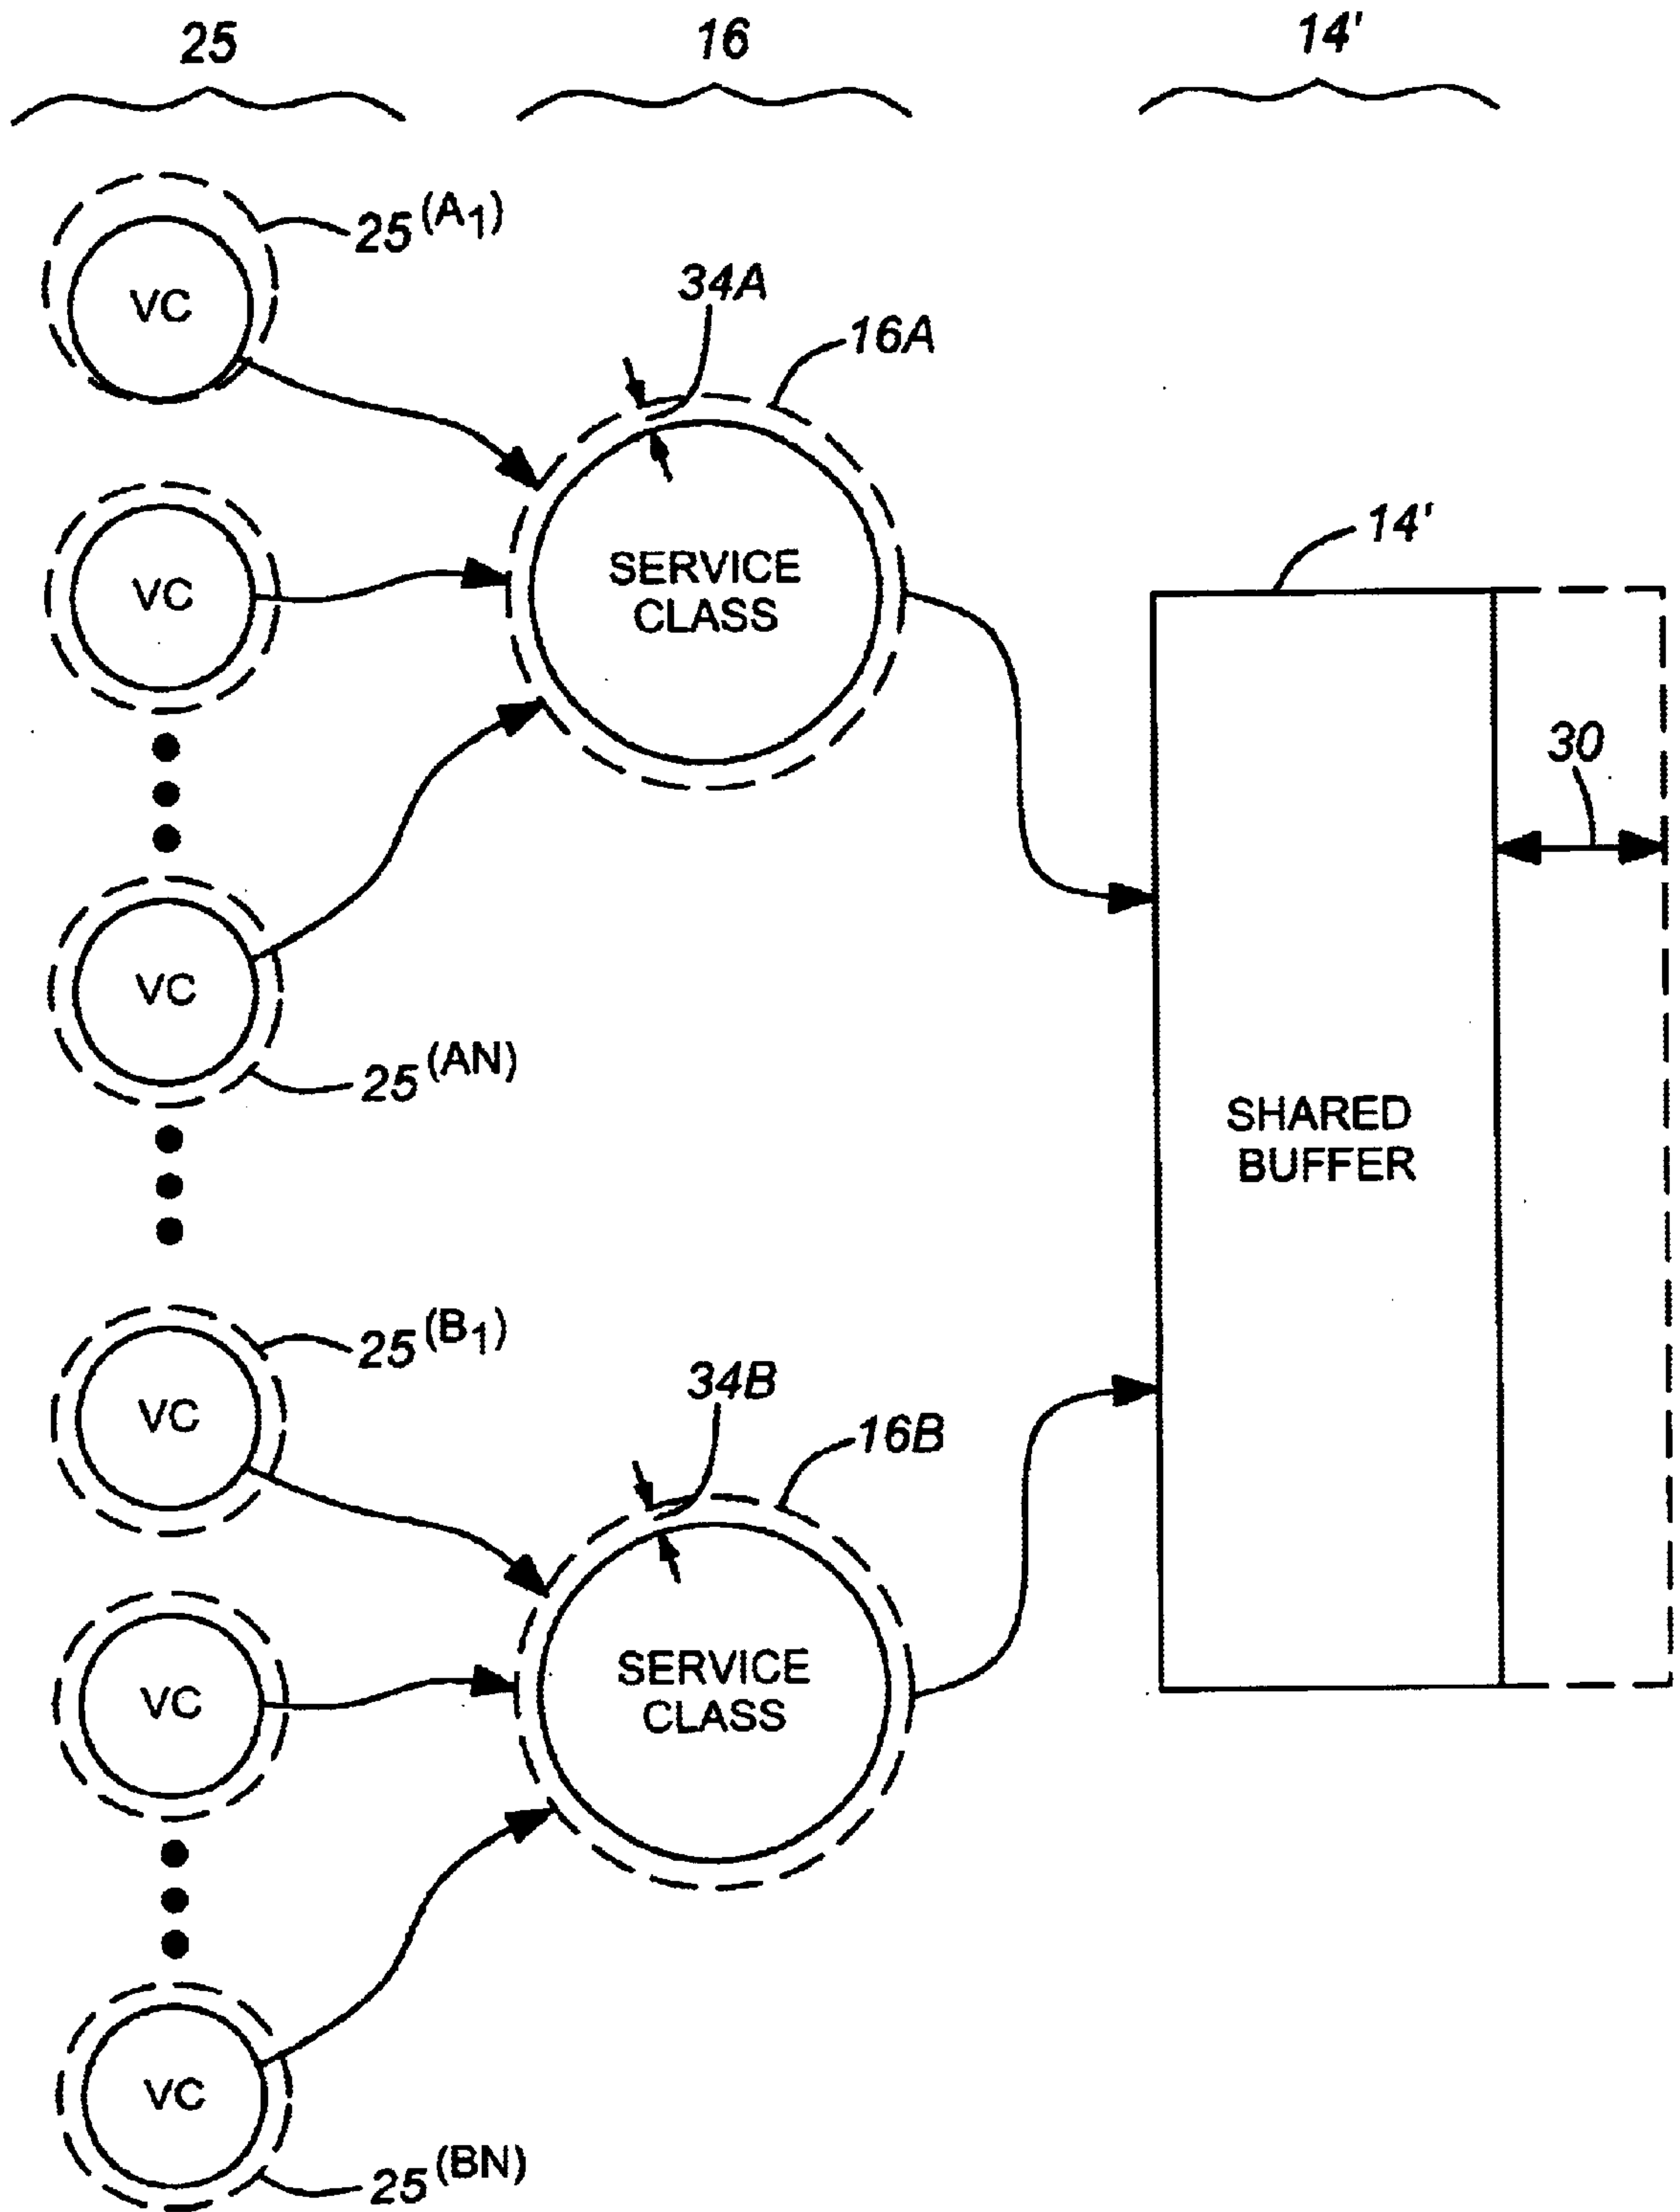 25 16 14'
25(A1)
VC
34A
16A
VC
SERVICE
CLASS
14'
30
VC
25(AN)
SHARED
BUFFER
25(B1)
VC
34B
16B
VC
SERVICE
CLASS
VC
25(BN)